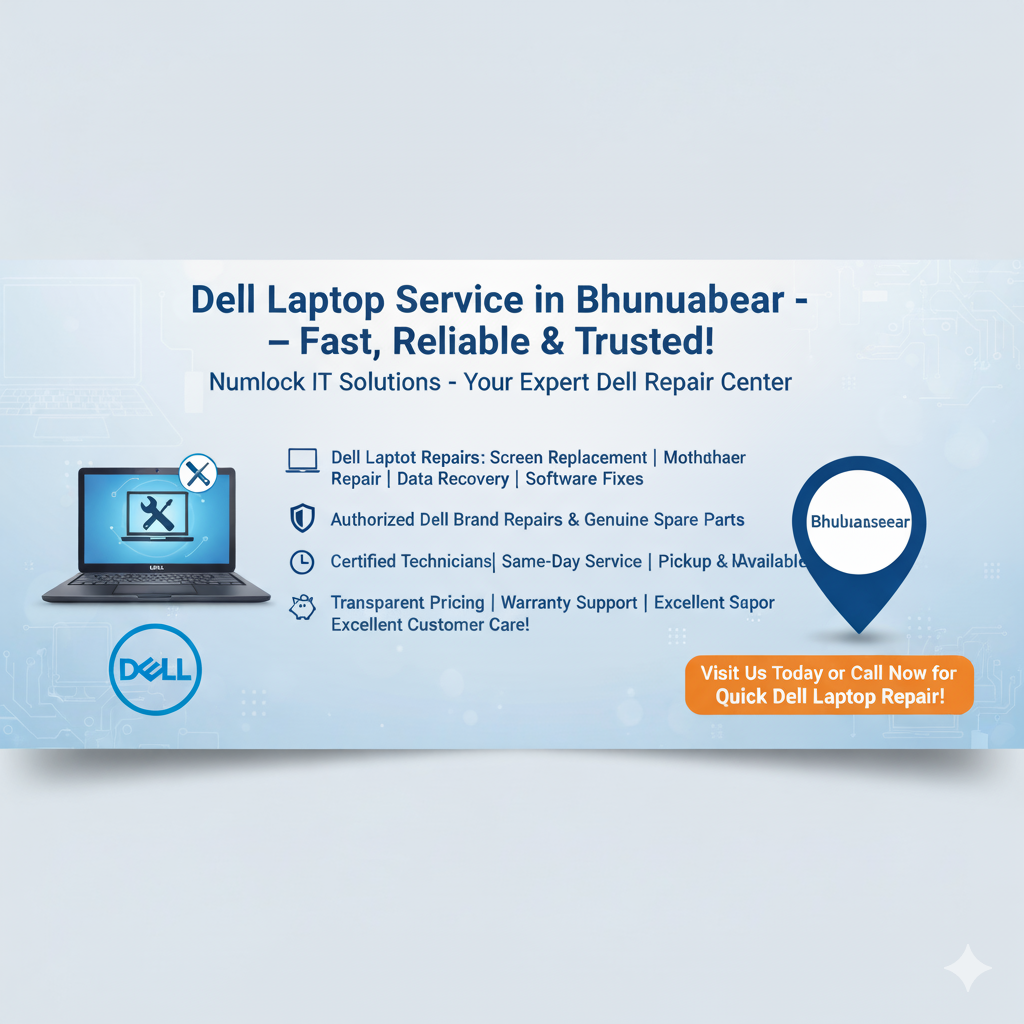 Dell Laptop Service in Bhunuabear -
– Fast, Reliable & Trusted!
Numlock IT Solutions - Your Expert Dell Repair Center
Dell Laptot Repairs: Screen Replacement | Mothəhaer
Repair | Data Recovery | Software Fixes
Authorized Dell Brand Repairs & Genuine Spare Parts
Certified Technicians| Same-Day Service | Pickup & Available
Transparent Pricing | Warranty Support | Excellent Sapor
Excellent Customer Care!
DELL
Visit Us Today or Call Now for
Quick Dell Laptop Repair!